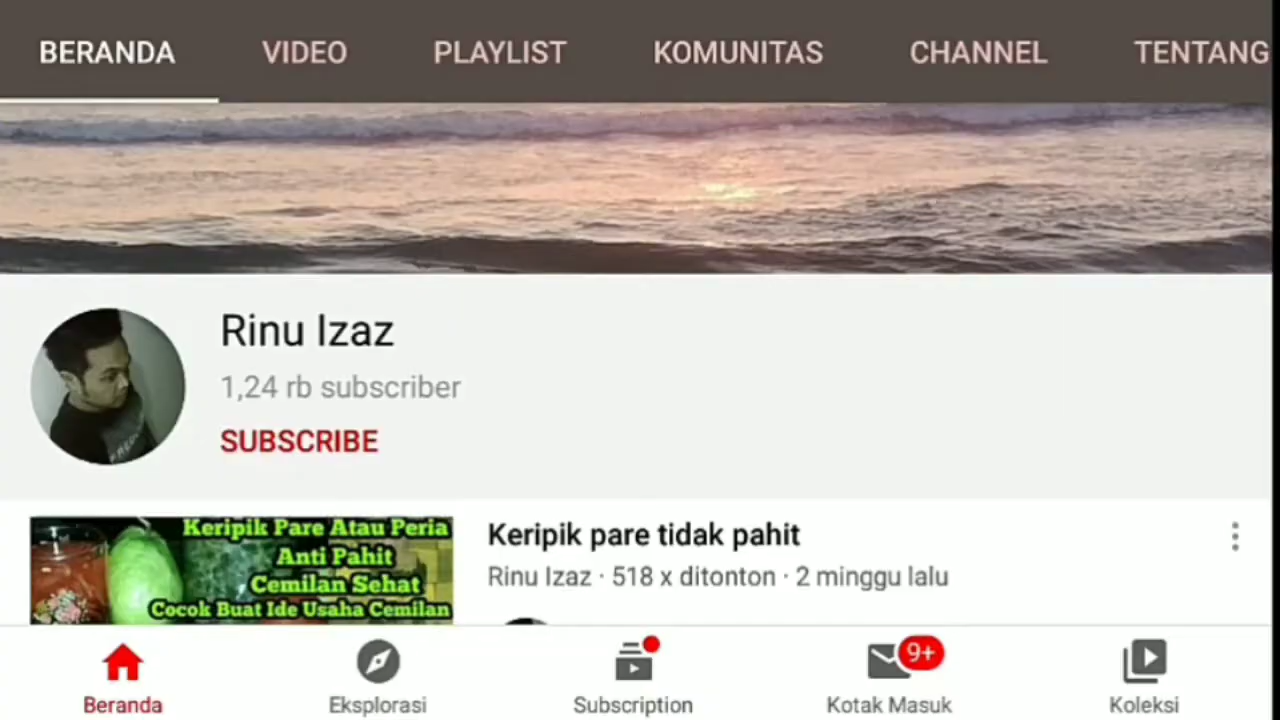 BERANDA VIDEO PLAYLIST KOMUNITAS CHANNEL TENTANG
Rinu Izaz
1,24 rb subscriber
SUBSCRIBE
Keripik Pare Atau Peria
Anti Pahit
Cemilan Sehat
Cocok Buat Ide Usaha Cemilan
Keripik pare tidak pahit
Rinu Izaz · 518 x ditonton · 2 minggu lalu
9+
Beranda Eksplorasi Subscription Kotak Masuk Koleksi